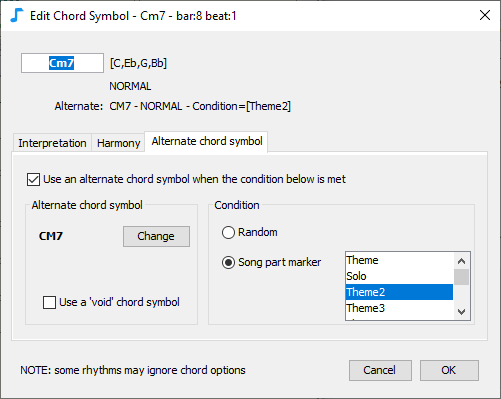 Edit Chord Symbol - Cm7 - bar:8 beat:1
Cm7 [C,Eb,G,Bb]
NORMAL
Alternate: CM7 - NORMAL - Condition=[Theme2]
Interpretation Harmony Alternate chord symbol
Use an alternate chord symbol when the condition below is met
Alternate chord symbol Condition
CM7 Change Random
Song part marker Theme
Solo
Theme2
Use a 'void' chord symbol Theme3
NOTE: some rhythms may ignore chord options Cancel OK